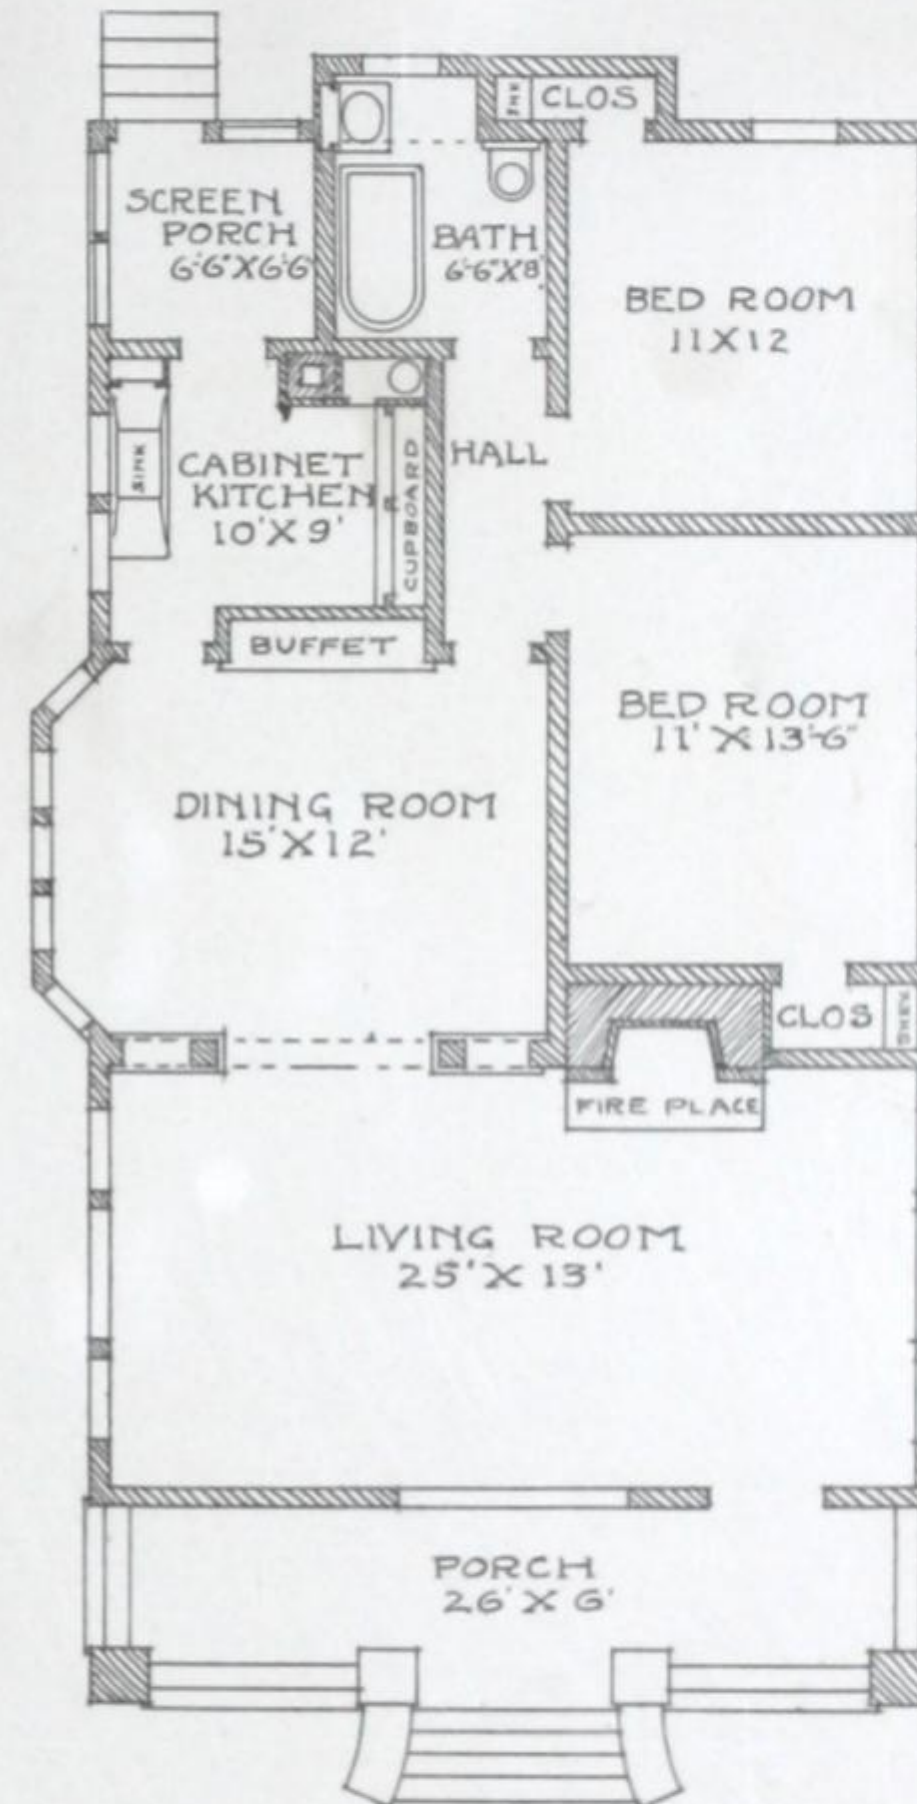 SHK
CLOS
SCREEN
PORCH
6'-6"X6'6
BATH
6'-6"X8'
BED ROOM
11X12
SINK
CABINET
KITCHEN
10'X9'
CUPBOARD
HALL
BUFFET
BED ROOM
11'X13'-6"
DINING ROOM
15'X12'
CLOS
SHEV.
FIRE PLACE
LIVING ROOM
25'X13'
PORCH
26'X6'